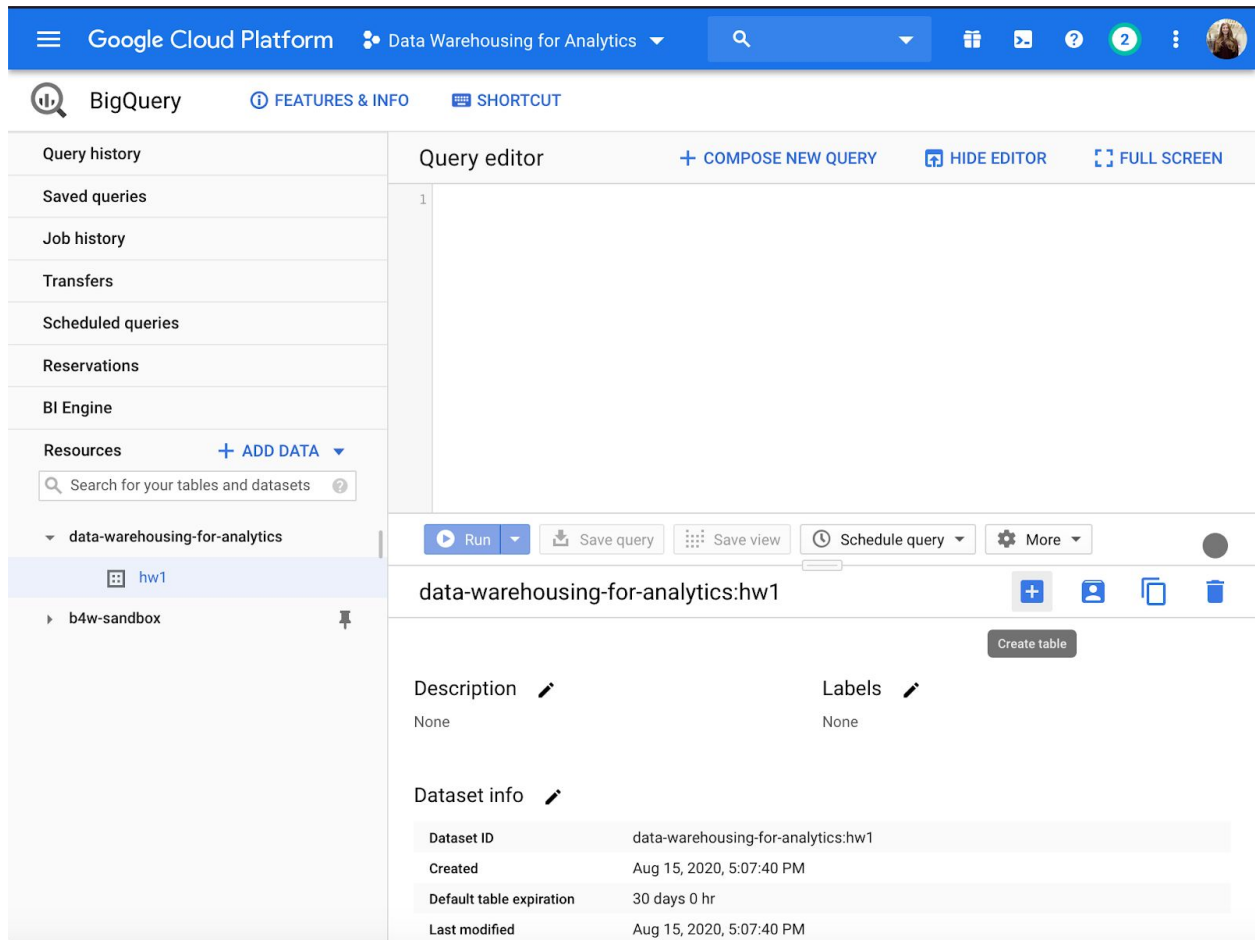 Google Cloud Platform Data Warehousing for Analytics 2
BigQuery FEATURES & INFO SHORTCUT
Query history
Saved queries
Job history
Transfers
Scheduled queries
Reservations
BI Engine
Resources ADD DATA
Search for your tables and datasets
data-warehousing-for-analytics
hw1
b4w-sandbox
Query editor COMPOSE NEW QUERY HIDE EDITOR FULL SCREEN
1
Run Save query Save view Schedule query More
data-warehousing-for-analytics:hw1
Create table
Description Labels
None None
Dataset info
Dataset ID data-warehousing-for-analytics:hw1
Created Aug 15, 2020, 5:07:40 PM
Default table expiration 30 days 0 hr
Last modified Aug 15, 2020, 5:07:40 PM